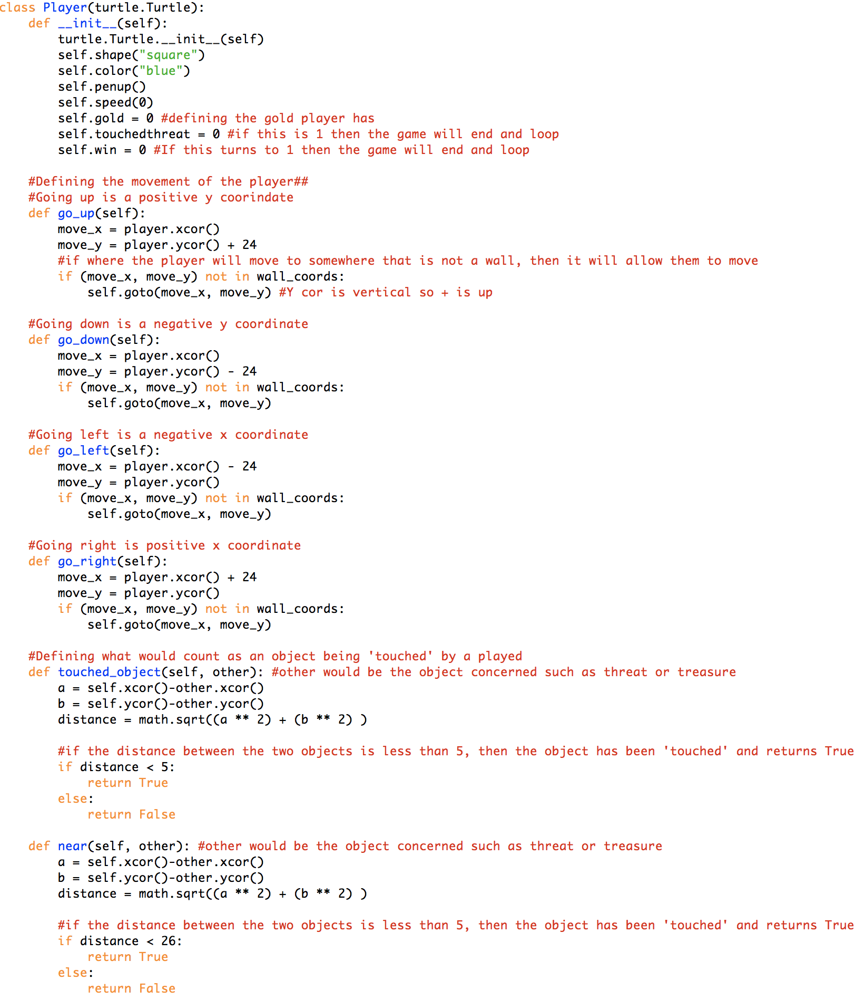 class Player(turtle.Turtle):
    def __init__(self):
        turtle.Turtle.__init__(self)
        self.shape("square")
        self.color("blue")
        self.penup()
        self.speed(0)
        self.gold = 0 #defining the gold player has
        self.touchedthreat = 0 #if this is 1 then the game will end and loop
        self.win = 0 #If this turns to 1 then the game will end and loop

    #Defining the movement of the player##
    #Going up is a positive y coorindate
    def go_up(self):
        move_x = player.xcor()
        move_y = player.ycor() + 24
        #if where the player will move to somewhere that is not a wall, then it will allow them to move
        if (move_x, move_y) not in wall_coords:
            self.goto(move_x, move_y) #Y cor is vertical so + is up

    #Going down is a negative y coordinate
    def go_down(self):
        move_x = player.xcor()
        move_y = player.ycor() - 24
        if (move_x, move_y) not in wall_coords:
            self.goto(move_x, move_y)

    #Going left is a negative x coordinate
    def go_left(self):
        move_x = player.xcor() - 24
        move_y = player.ycor()
        if (move_x, move_y) not in wall_coords:
            self.goto(move_x, move_y)

    #Going right is positive x coordinate
    def go_right(self):
        move_x = player.xcor() + 24
        move_y = player.ycor()
        if (move_x, move_y) not in wall_coords:
            self.goto(move_x, move_y)

    #Defining what would count as an object being 'touched' by a played
    def touched_object(self, other): #other would be the object concerned such as threat or treasure
        a = self.xcor()-other.xcor()
        b = self.ycor()-other.ycor()
        distance = math.sqrt((a ** 2) + (b ** 2) )

        #if the distance between the two objects is less than 5, then the object has been 'touched' and returns True
        if distance < 5:
            return True
        else:
            return False

    def near(self, other): #other would be the object concerned such as threat or treasure
        a = self.xcor()-other.xcor()
        b = self.ycor()-other.ycor()
        distance = math.sqrt((a ** 2) + (b ** 2) )

        #if the distance between the two objects is less than 5, then the object has been 'touched' and returns True
        if distance < 26:
            return True
        else:
            return False